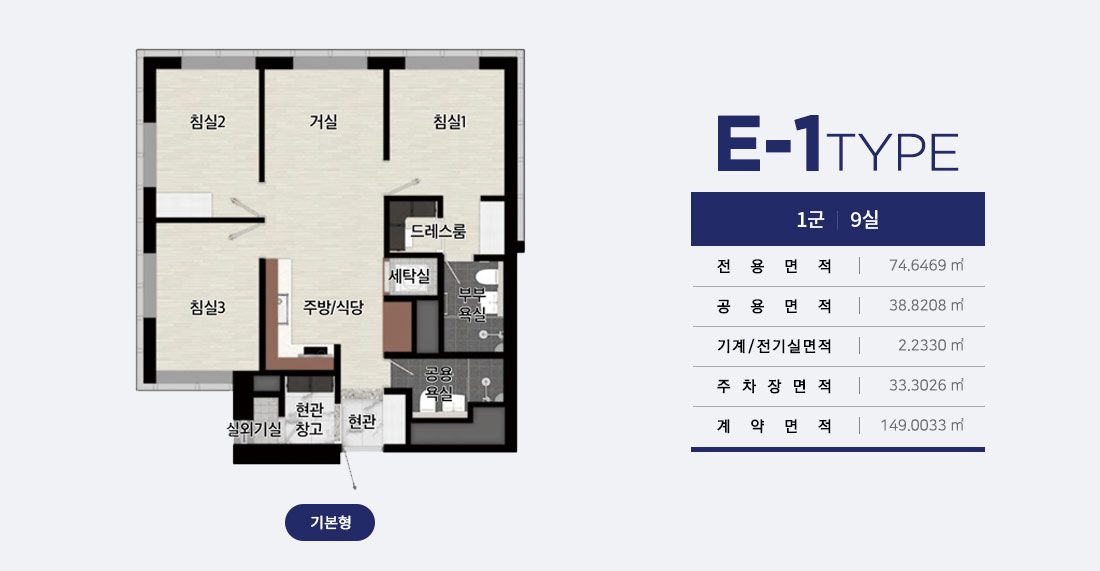 침실2
거실
침실1
드레스룸
세탁실
부부
욕실
침실3
주방/식당
공용
욕실
실외기실
현관
창고
현관
기본형
E-1TYPE
1군 | 9실
전용면적 | 74.6469 ㎡
공용면적 | 38.8208 ㎡
기계/전기실면적 | 2.2330 ㎡
주차장면적 | 33.3026 ㎡
계약면적 | 149.0033 ㎡